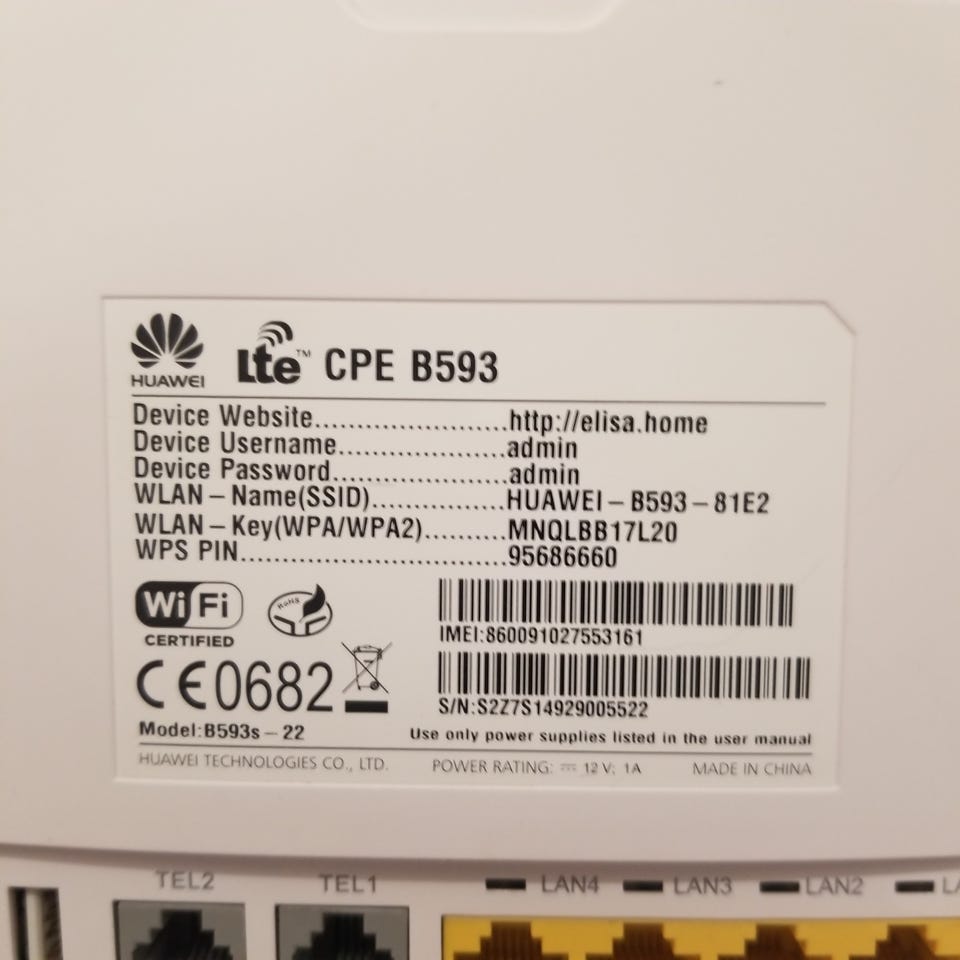 HUAWEI
Lte™ CPE B593
Device Website.......................http://elisa.home
Device Username....................admin
Device Password.....................admin
WLAN – Name(SSID)................HUAWEI – B593 – 81E2
WLAN – Key(WPA/WPA2)..........MNQLBB17L20
WPS PIN................................95686660
WiFi
CERTIFIED
RoHS
IMEI:860091027553161
CE0682
S/N:S2Z7S14929005522
Model:B593s – 22
Use only power supplies listed in the user manual
HUAWEI TECHNOLOGIES CO., LTD. POWER RATING: ⎓ 12 V; 1A MADE IN CHINA
TEL2 TEL1 LAN4 LAN3 LAN2